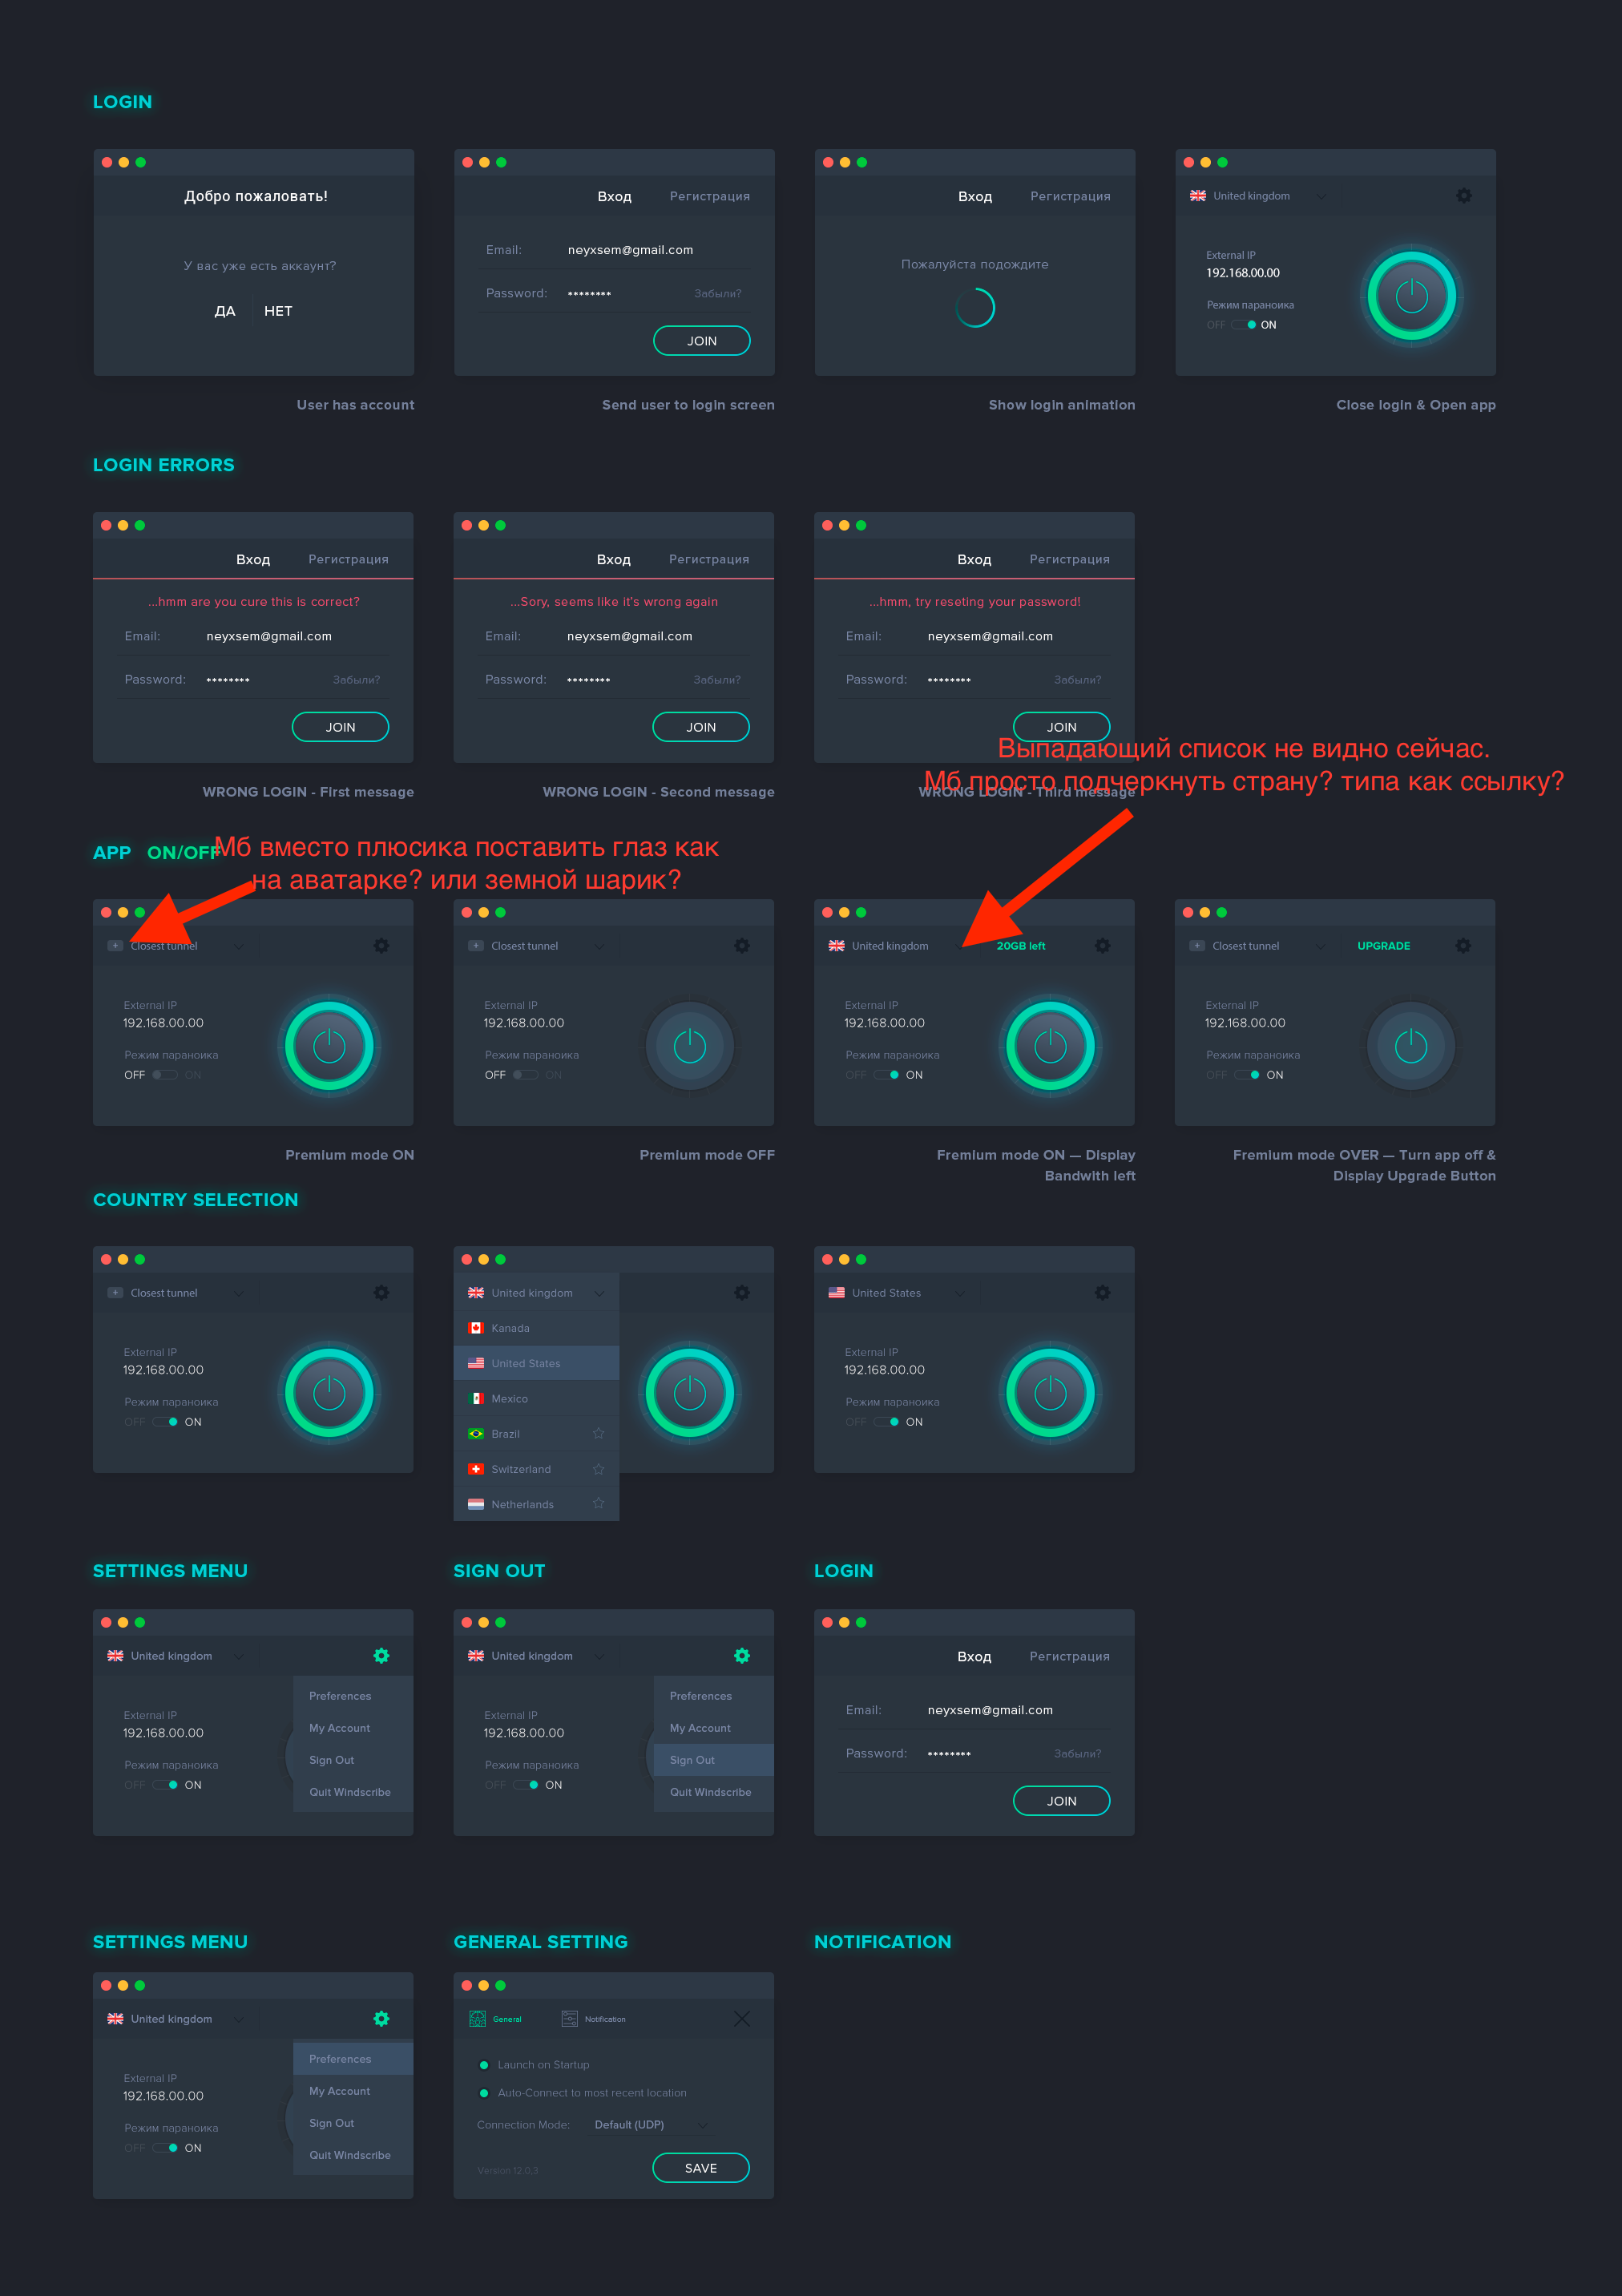 LOGIN
Добро пожаловать!
У вас уже есть аккаунт?
ДА НЕТ
User has account
Вход Регистрация
Email: neyxsem@gmail.com
Password: ******** Забыли?
JOIN
Send user to login screen
Вход Регистрация
Пожалуйста подождите
Show login animation
United kingdom
External IP
192.168.00.00
Режим параноика
OFF ON
Close login & Open app
LOGIN ERRORS
Вход Регистрация
...hmm are you cure this is correct?
Email: neyxsem@gmail.com
Password: ******** Забыли?
JOIN
WRONG LOGIN - First message
Вход Регистрация
...Sory, seems like it's wrong again
Email: neyxsem@gmail.com
Password: ******** Забыли?
JOIN
WRONG LOGIN - Second message
Вход Регистрация
...hmm, try reseting your password!
Email: neyxsem@gmail.com
Password: ******** Забыли?
JOIN
WRONG LOGIN - Third message
Выпадающий список не видно сейчас.
Мб просто подчеркнуть страну? типа как ссылку?
APP ON/OFF
Мб вместо плюсика поставить глаз как
на аватарке? или земной шарик?
Closest tunnel
External IP
192.168.00.00
Режим параноика
OFF ON
Premium mode ON
Closest tunnel
External IP
192.168.00.00
Режим параноика
OFF ON
Premium mode OFF
United kingdom 20GB left
External IP
192.168.00.00
Режим параноика
OFF ON
Fremium mode ON — Display
Bandwith left
Closest tunnel UPGRADE
External IP
192.168.00.00
Режим параноика
OFF ON
Fremium mode OVER — Turn app off &
Display Upgrade Button
COUNTRY SELECTION
Closest tunnel
External IP
192.168.00.00
Режим параноика
OFF ON
United kingdom
Kanada
United States
Mexico
Brazil
Switzerland
Netherlands
United States
External IP
192.168.00.00
Режим параноика
OFF ON
SETTINGS MENU
United kingdom
External IP
192.168.00.00
Режим параноика
OFF ON
Preferences
My Account
Sign Out
Quit Windscribe
SIGN OUT
United kingdom
External IP
192.168.00.00
Режим параноика
OFF ON
Preferences
My Account
Sign Out
Quit Windscribe
LOGIN
Вход Регистрация
Email: neyxsem@gmail.com
Password: ******** Забыли?
JOIN
SETTINGS MENU
United kingdom
External IP
192.168.00.00
Режим параноика
OFF ON
Preferences
My Account
Sign Out
Quit Windscribe
GENERAL SETTING
General Notification
Launch on Startup
Auto-Connect to most recent location
Connection Mode: Default (UDP)
Version 12.0,3
SAVE
NOTIFICATION